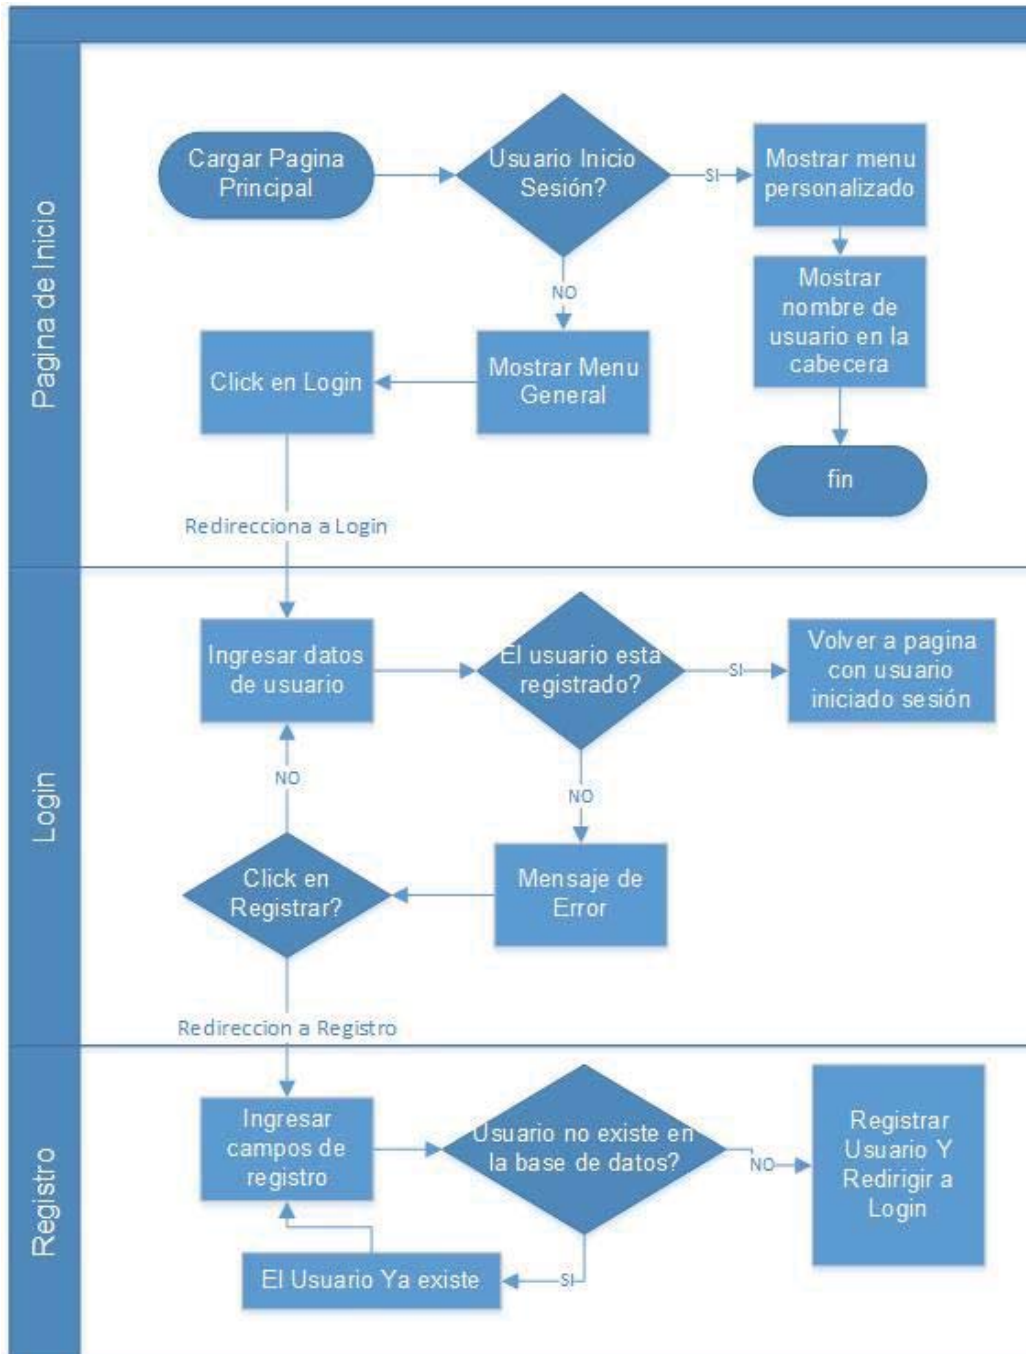 Pagina de Inicio
Cargar Pagina
Principal
Usuario Inicio
Sesión?
SI
Mostrar menu
personalizado
Mostrar
nombre de
usuario en la
cabecera
fin
NO
Mostrar Menu
General
Click en Login
Redirecciona a Login
Login
Ingresar datos
de usuario
El usuario esta
registrado?
SI
Volver a pagina
con usuario
iniciado sesión
NO
Mensaje de
Error
Click en
Registrar?
NO
Redireccion a Registro
Registro
Ingresar
campos de
registro
Usuario no existe en
la base de datos?
NO
Registrar
Usuario Y
Redirigir a
Login
SI
El Usuario Ya existe